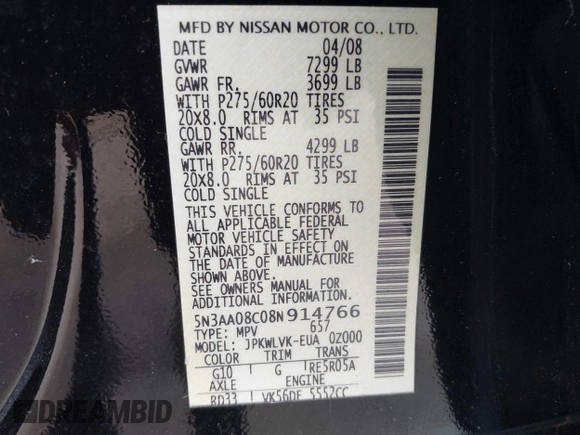 MFD BY NISSAN MOTOR CO., LTD.
DATE 04/08
GVWR 7299 LB
GAWR FR. 3699 LB
WITH P275/60R20 TIRES
20X8.0 RIMS AT 35 PSI
COLD SINGLE
GAWR RR. 4299 LB
WITH P275/60R20 TIRES
20X8.0 RIMS AT 35 PSI
COLD SINGLE
THIS VEHICLE CONFORMS TO
ALL APPLICABLE FEDERAL
MOTOR VEHICLE SAFETY
STANDARDS IN EFFECT ON
THE DATE OF MANUFACTURE
SHOWN ABOVE.
SEE OWNERS MANUAL FOR
ADDITIONAL INFORMATION
5N3AA08C08N914766
TYPE: MPV 657
MODEL: JPKWLVK-EUA 0Z000
COLOR TRIM TRANS
G10 G RE5R05A
AXLE ENGINE
RD33 VK56DE 5552CC
DREAMBID